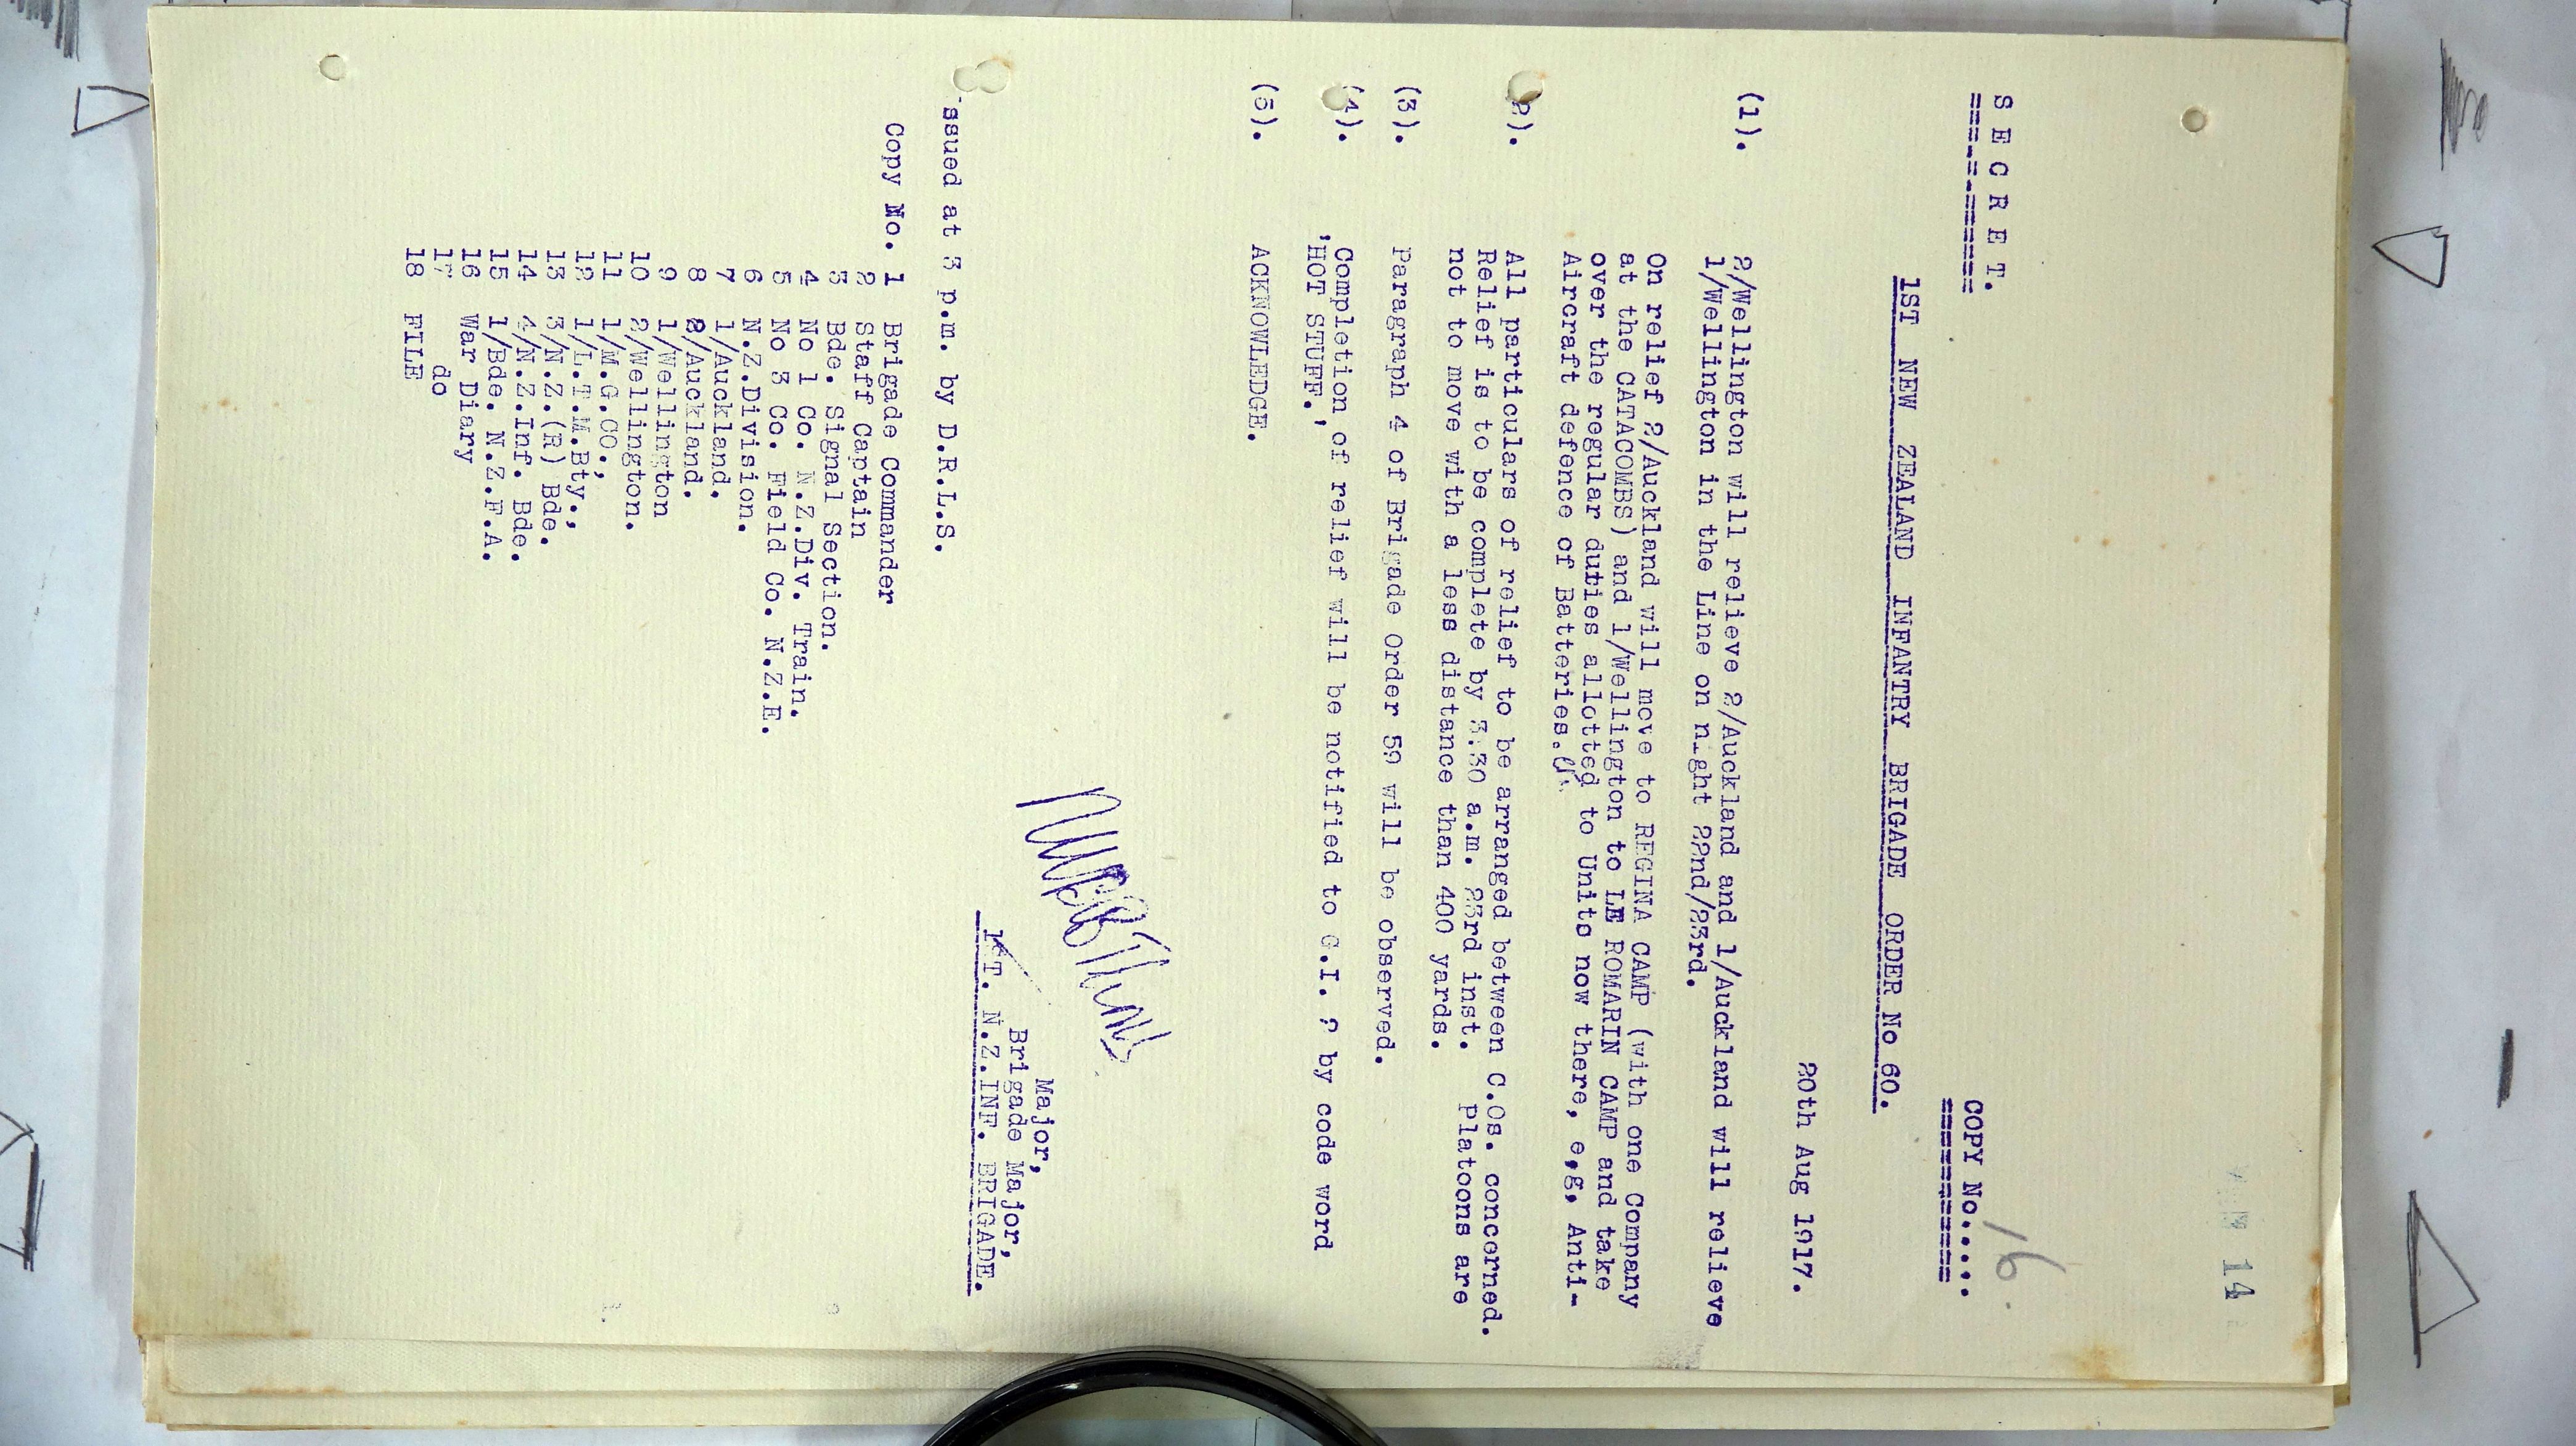 14
S E C R E T.
COPY No......
16.
====-=-======
===========
1ST NEW ZEALAND INFANTRY BRIGADE ORDER No 60.
20th Aug 1917.
(1). 2/Wellington will relieve 2/Auckland and 1/Auckland will relieve
1/Wellington in the Line on night 22nd/23rd.
On relief 2/Auckland will move to REGINA CAMP (with one Company
at the CATACOMBS) and 1/Wellington to LE ROMARIN CAMP and take
over the regular duties allotted to Units now there, e,g, Anti-
Aircraft defence of Batteries.
2). All particulars of relief to be arranged between C.Os. concerned.
Relief is to be complete by 3.30 a.m. 23rd inst. Platoons are
not to move with a less distance than 400 yards.
(3). Paragraph 4 of Brigade Order 59 will be observed.
(4). Completion of relief will be notified to G.I. 2 by code word
'HOT STUFF.'
(5). ACKNOWLEDGE.
Major,
Brigade Major,
1ST. N.Z.INF. BRIGADE.
ssued at 3 p.m. by D.R.L.S.
Copy No. 1 Brigade Commander
2 Staff Captain
3 Bde. Signal Section.
4 No 1 Co. N.Z.Div. Train.
5 No 3 Co. Field Co. N.Z.E.
6 N.Z.Division.
7 1/Auckland.
8 2/Auckland.
9 1/Wellington
10 2/Wellington.
11 1/M.G.CO.,
12 1/L.T.M.Bty.,
13 3/N.Z.(R) Bde.
14 4/N.Z.Inf. Bde.
15 1/Bde. N.Z.F.A.
16 War Diary
17 do
18 FILE